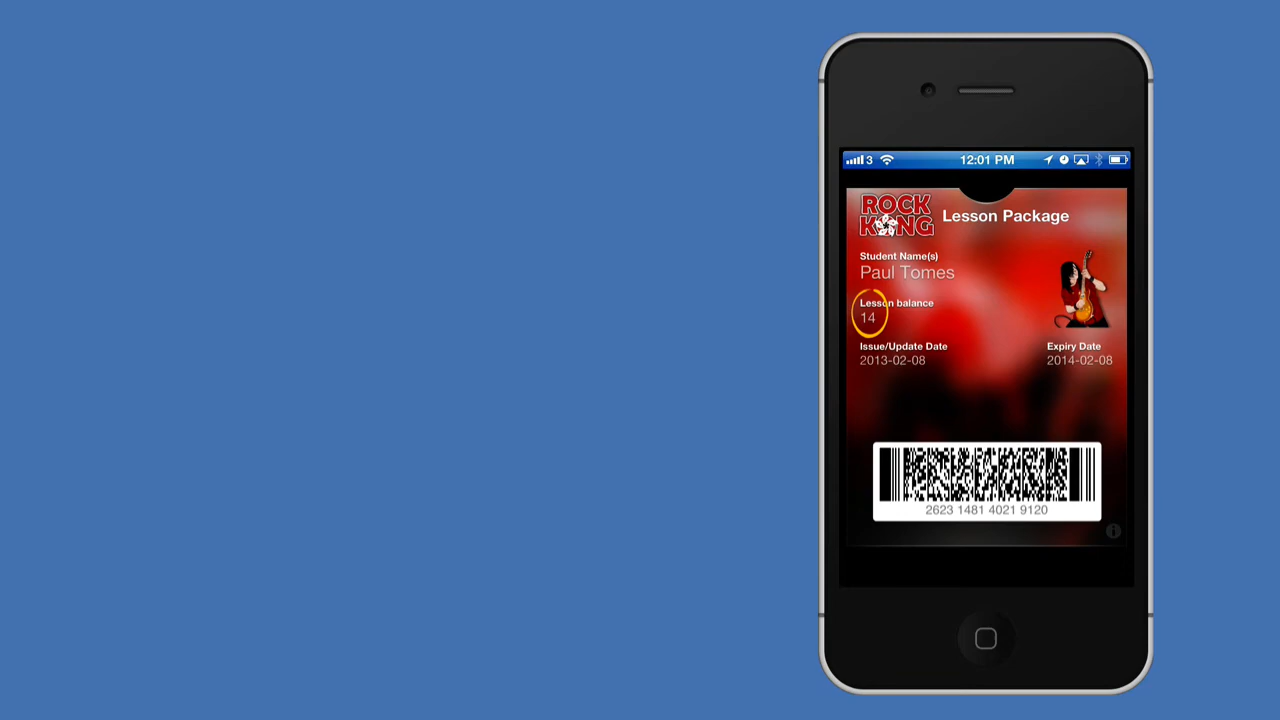 3 12:01 PM
ROCK
KONG
Lesson Package
Student Name(s)
Paul Tomes
Lesson balance
14
Issue/Update Date Expiry Date
2013-02-08 2014-02-08
2623 1481 4021 9120